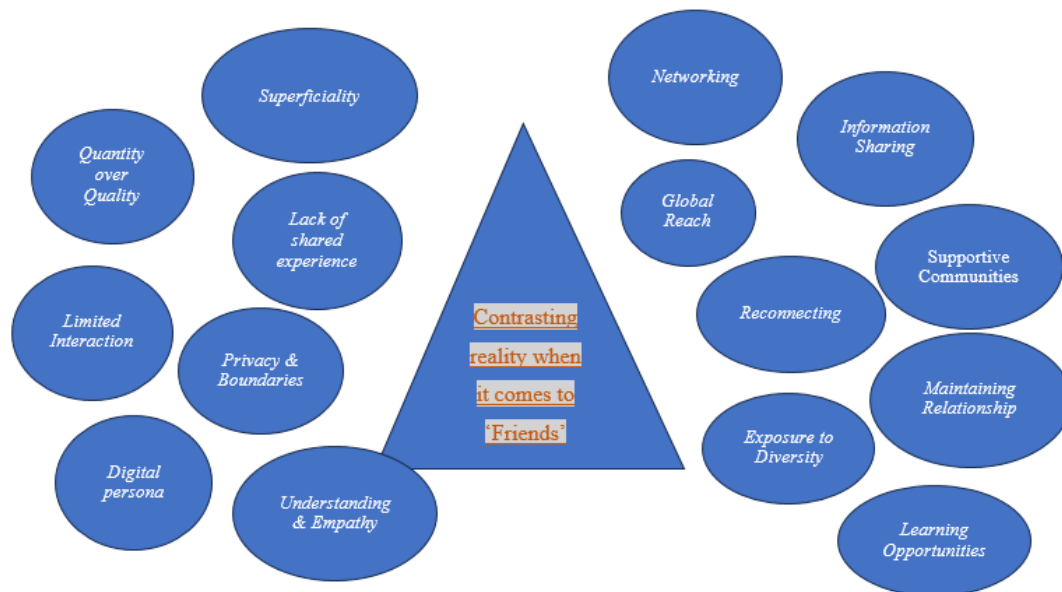 Superficiality
Quantity
over
Quality
Lack of
shared
experience
Limited
Interaction
Privacy &
Boundaries
Digital
persona
Understanding
& Empathy
Contrasting
reality when
it comes to
‘Friends’
Networking
Information
Sharing
Global
Reach
Supportive
Communities
Reconnecting
Maintaining
Relationship
Exposure to
Diversity
Learning
Opportunities